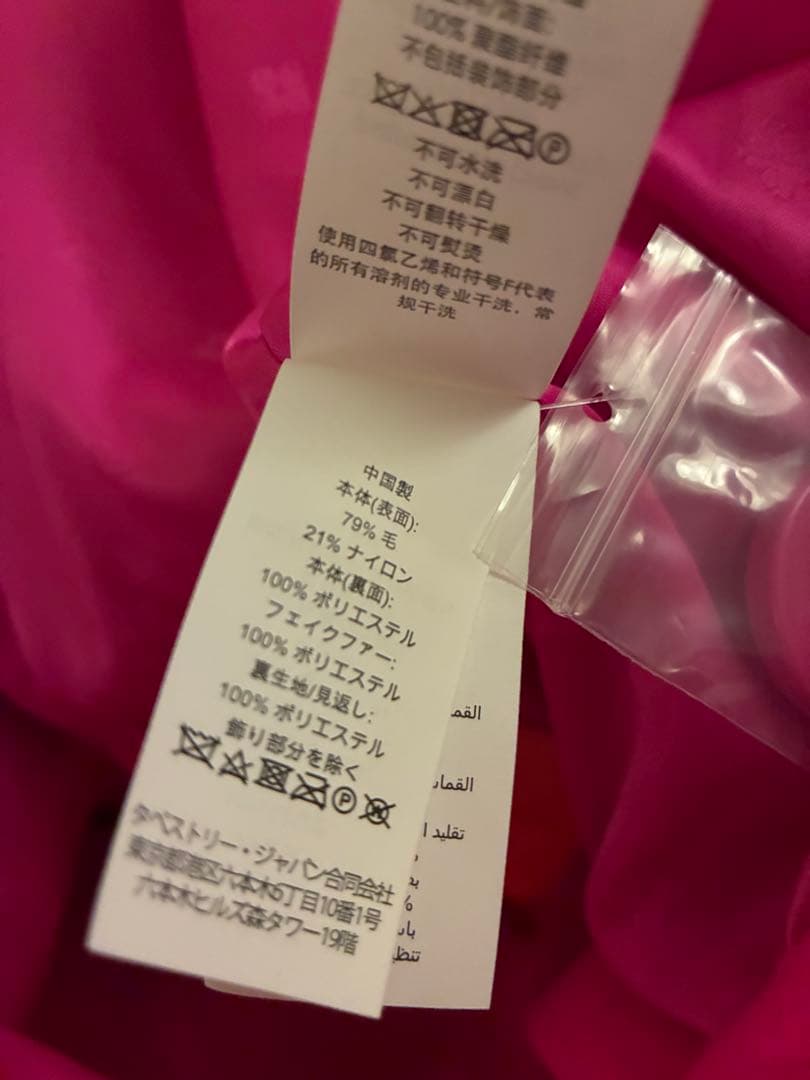 100% 聚酯纤维
不包括装饰部分
P
不可水洗
不可漂白
不可翻转干燥
不可熨烫
使用四氯乙烯和符号F代表
的所有溶剂的专业干洗．常
规干洗
中国製
本体(表面):
79% 毛
21% ナイロン
本体(裏面):
100% ポリエステル
フェイクファー:
100% ポリエステル
裏生地/見返し:
100% ポリエステル
飾り部分を除く
P W
タペストリー・ジャパン合同会社
東京都港区六本木6丁目10番1号
六本木ヒルズ森タワー19階
تقليد
%